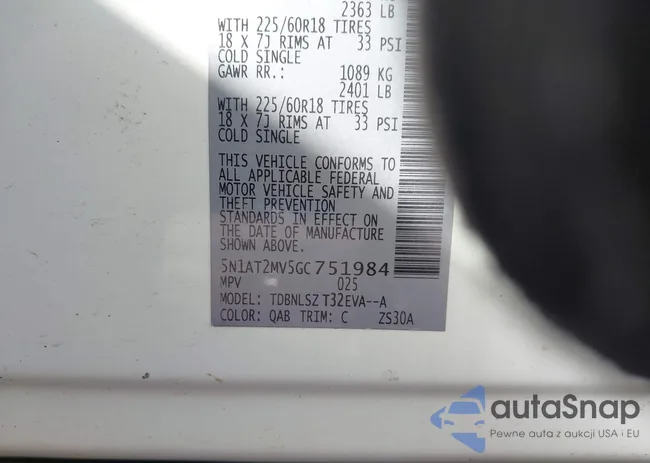 2363 LB
WITH 225/60R18 TIRES
18 X 7J RIMS AT 33 PSI
COLD SINGLE
GAWR RR.: 1089 KG
2401 LB
WITH 225/60R18 TIRES
18 X 7J RIMS AT 33 PSI
COLD SINGLE
THIS VEHICLE CONFORMS TO
ALL APPLICABLE FEDERAL
MOTOR VEHICLE SAFETY AND
THEFT PREVENTION
STANDARDS IN EFFECT ON
THE DATE OF MANUFACTURE
SHOWN ABOVE.
5N1AT2MV5GC751984
MPV 025
MODEL: TDBNLSZ T32EVA--A
COLOR: QAB TRIM: C ZS30A
autaSnap
Pewne auta z aukcji USA i EU